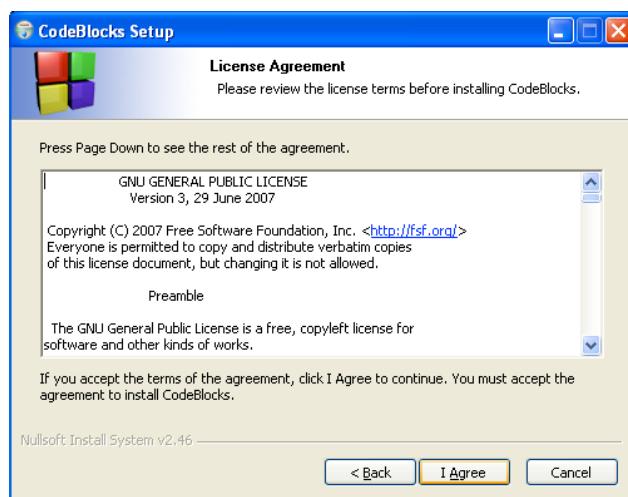 CodeBlocks Setup
License Agreement
Please review the license terms before installing CodeBlocks.
Press Page Down to see the rest of the agreement.
GNU GENERAL PUBLIC LICENSE
Version 3, 29 June 2007
Copyright (C) 2007 Free Software Foundation, Inc. <http://fsf.org/>
Everyone is permitted to copy and distribute verbatim copies
of this license document, but changing it is not allowed.
Preamble
The GNU General Public License is a free, copyleft license for
software and other kinds of works.
If you accept the terms of the agreement, click I Agree to continue. You must accept the
agreement to install CodeBlocks.
Nullsoft Install System v2.46
< Back I Agree Cancel